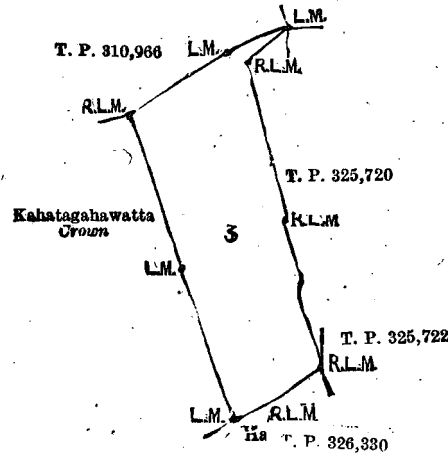 L.M.
T. P. 310,966
L.M.
R.L.M.
R.L.M.
T. P. 325,720
Kahatagahawatta
Crown
3
R.L.M
L.M.
T. P. 325,722
R.L.M
L.M.
R.L.M
T. P. 326,330